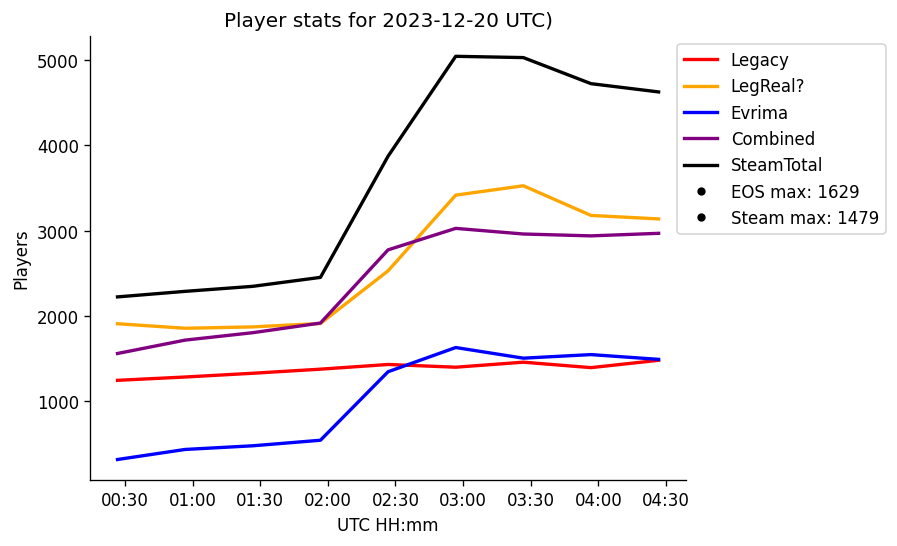 Player stats for 2023-12-20 UTC)
Legacy
LegReal?
Evrima
Combined
SteamTotal
EOS max: 1629
Steam max: 1479
Players
5000
4000
3000
2000
1000
00:30 01:00 01:30 02:00 02:30 03:00 03:30 04:00 04:30
UTC HH:mm